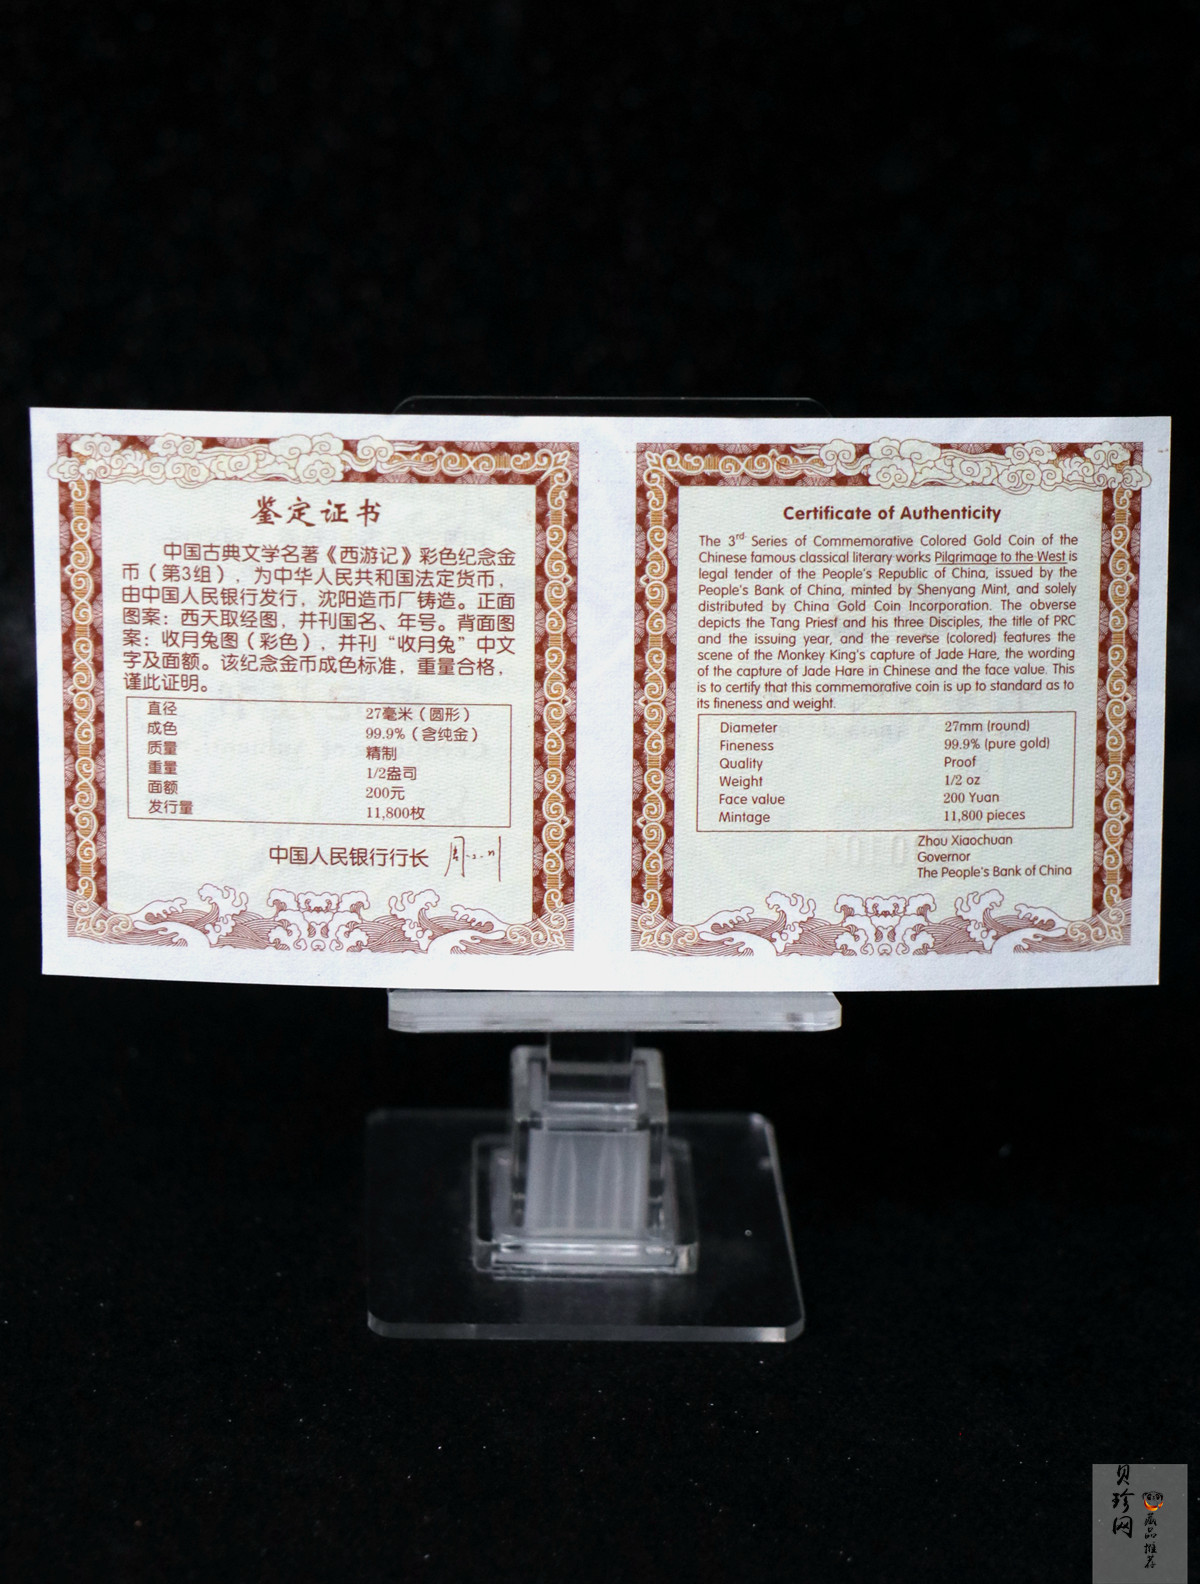 鉴定证书
中国古典文学名著《西游记》彩色纪念金
币（第3组），为中华人民共和国法定货币，
由中国人民银行发行，沈阳造币厂铸造。正面
图案：西天取经图，并刊国名、年号。背面图
案：收月兔图（彩色），并刊“收月兔”中文
字及面额。该纪念金币成色标准，重量合格，
谨此证明。
直径 27毫米（圆形）
成色 99.9%（含纯金）
质量 精制
重量 1/2盎司
面额 200元
发行量 11,800枚
中国人民银行行长
Certificate of Authenticity
The 3rd Series of Commemorative Colored Gold Coin of the
Chinese famous classical literary works Pilgrimage to the West is
legal tender of the People's Republic of China, issued by the
People's Bank of China, minted by Shenyang Mint, and solely
distributed by China Gold Coin Incorporation. The obverse
depicts the Tang Priest and his three Disciples, the title of PRC
and the issuing year, and the reverse (colored) features the
scene of the Monkey King's capture of Jade Hare, the wording
of the capture of Jade Hare in Chinese and the face value. This
is to certify that this commemorative coin is up to standard as to
its fineness and weight.
Diameter 27mm (round)
Fineness 99.9% (pure gold)
Quality Proof
Weight 1/2 oz
Face value 200 Yuan
Mintage 11,800 pieces
Zhou Xiaochuan
Governor
The People's Bank of China
贝珍网
藏品推荐